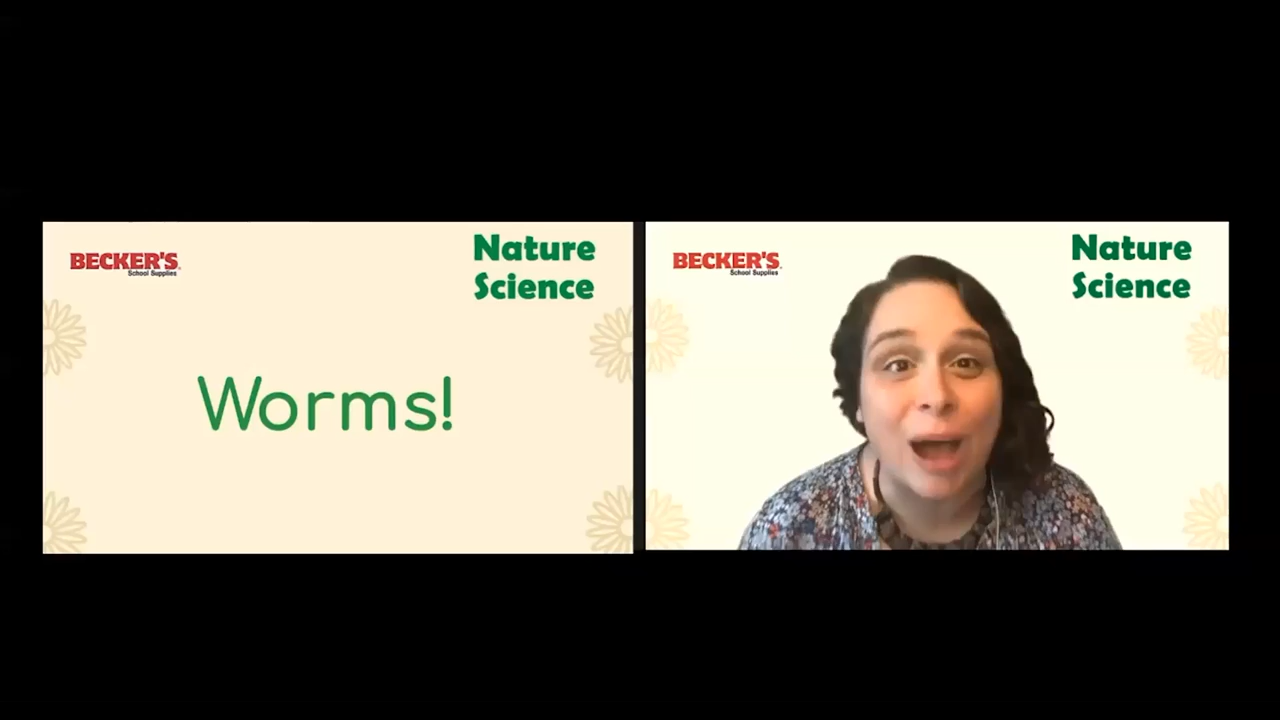 BECKER'S
School Supplies
Nature
Science
Worms!
BECKER'S
School Supplies
Nature
Science